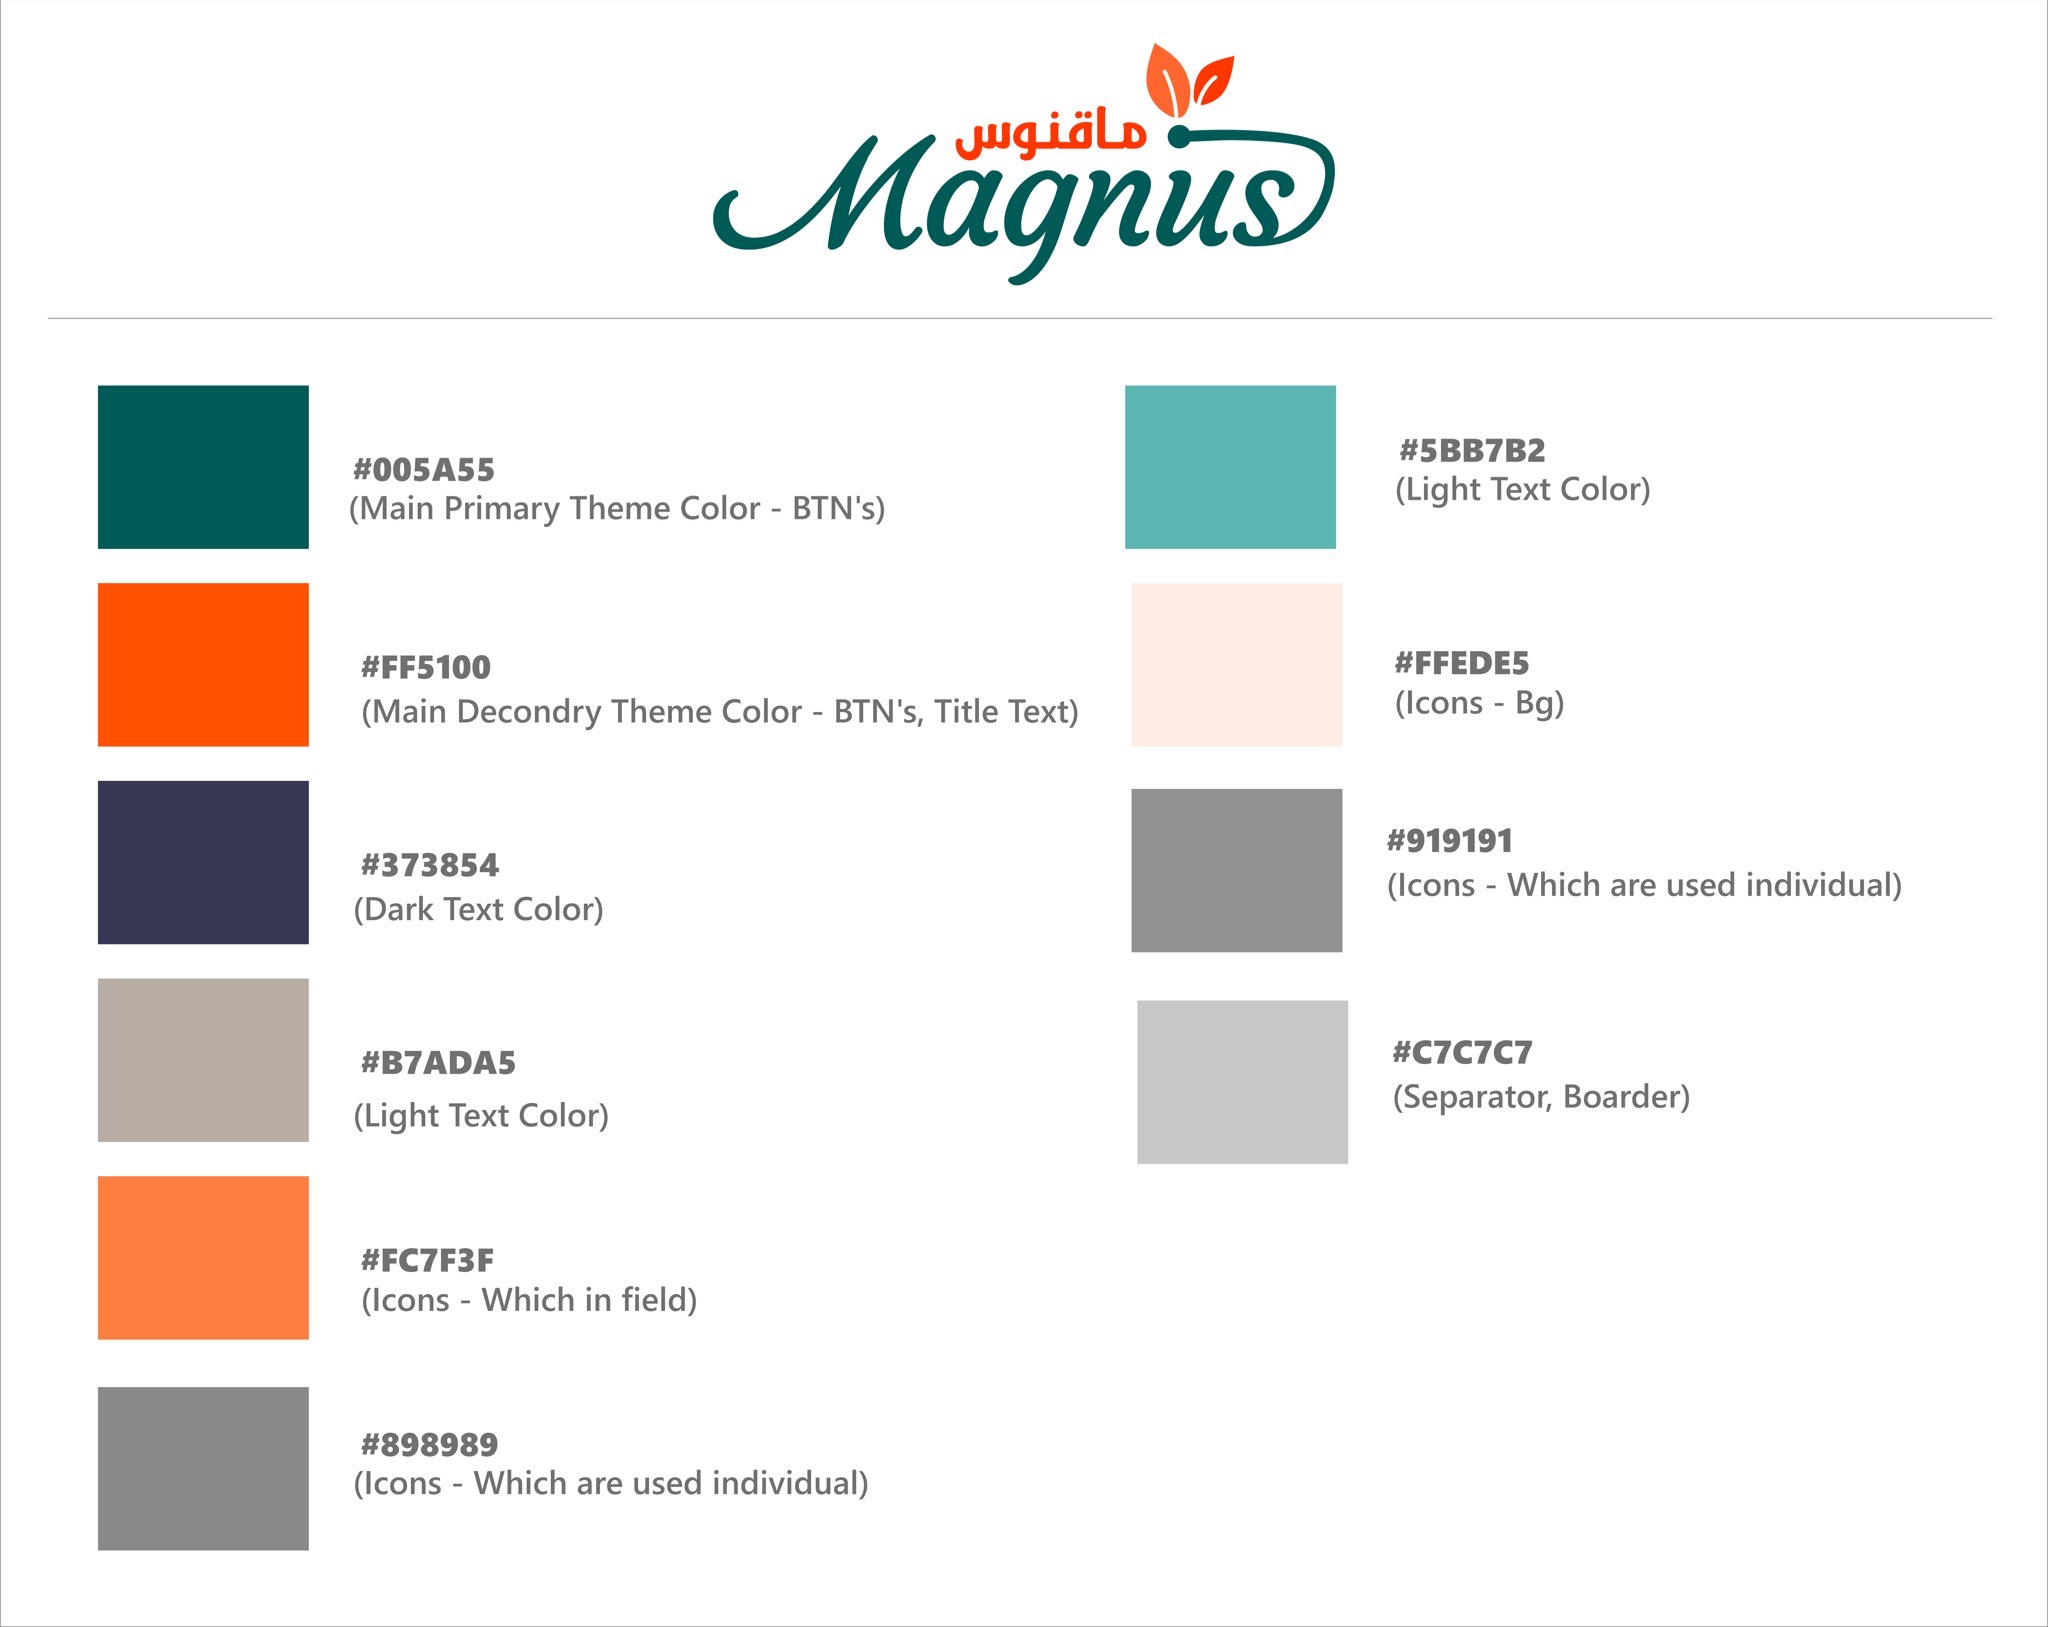 ماقنوس
Magnus
#005A55
(Main Primary Theme Color - BTN's)
#FF5100
(Main Decondry Theme Color - BTN's, Title Text)
#373854
(Dark Text Color)
#B7ADA5
(Light Text Color)
#FC7F3F
(Icons - Which in field)
#898989
(Icons - Which are used individual)
#5BB7B2
(Light Text Color)
#FFEDE5
(Icons - Bg)
#919191
(Icons - Which are used individual)
#C7C7C7
(Separator, Boarder)